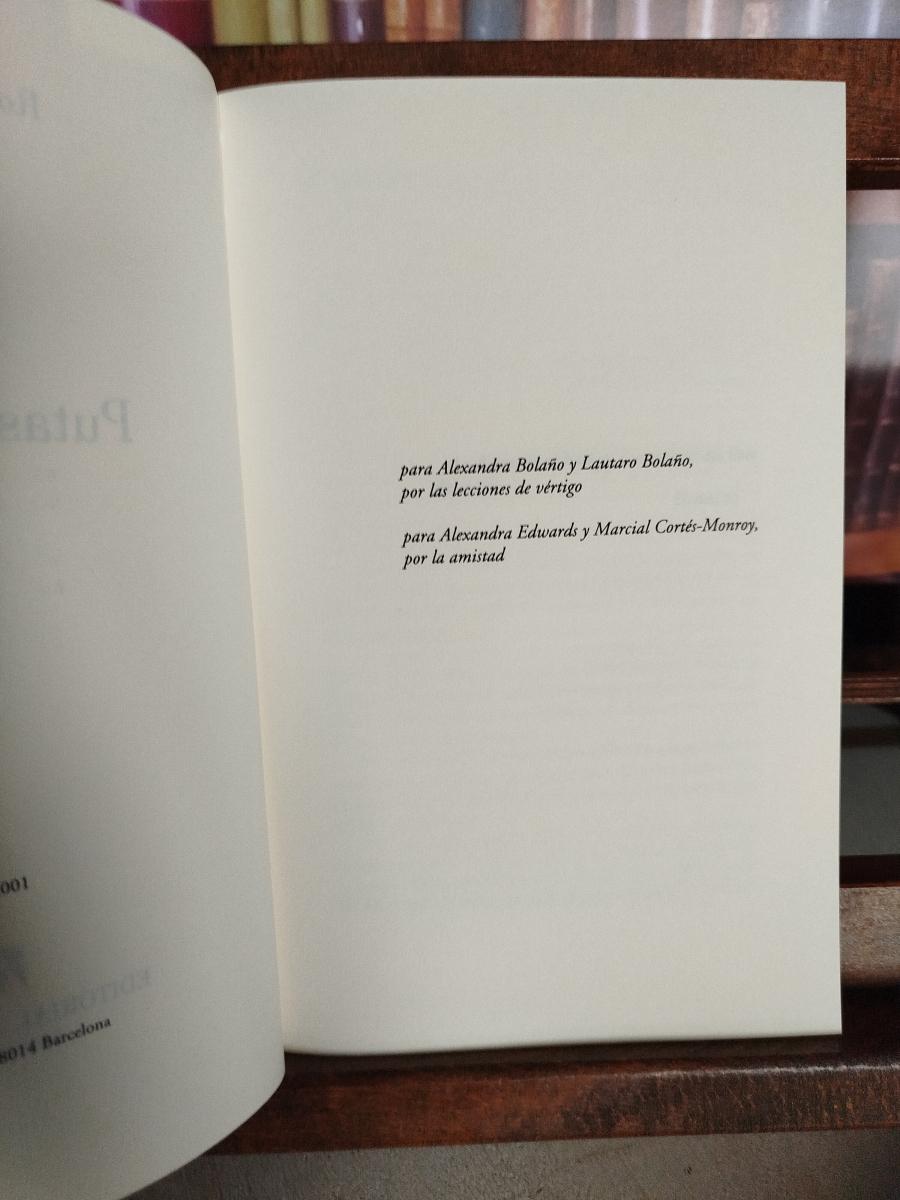 para Alexandra Bolaño y Lautaro Bolaño,
por las lecciones de vértigo
para Alexandra Edwards y Marcial Cortés-Monroy,
por la amistad
Putas
001
EDITORIAL
8014 Barcelona